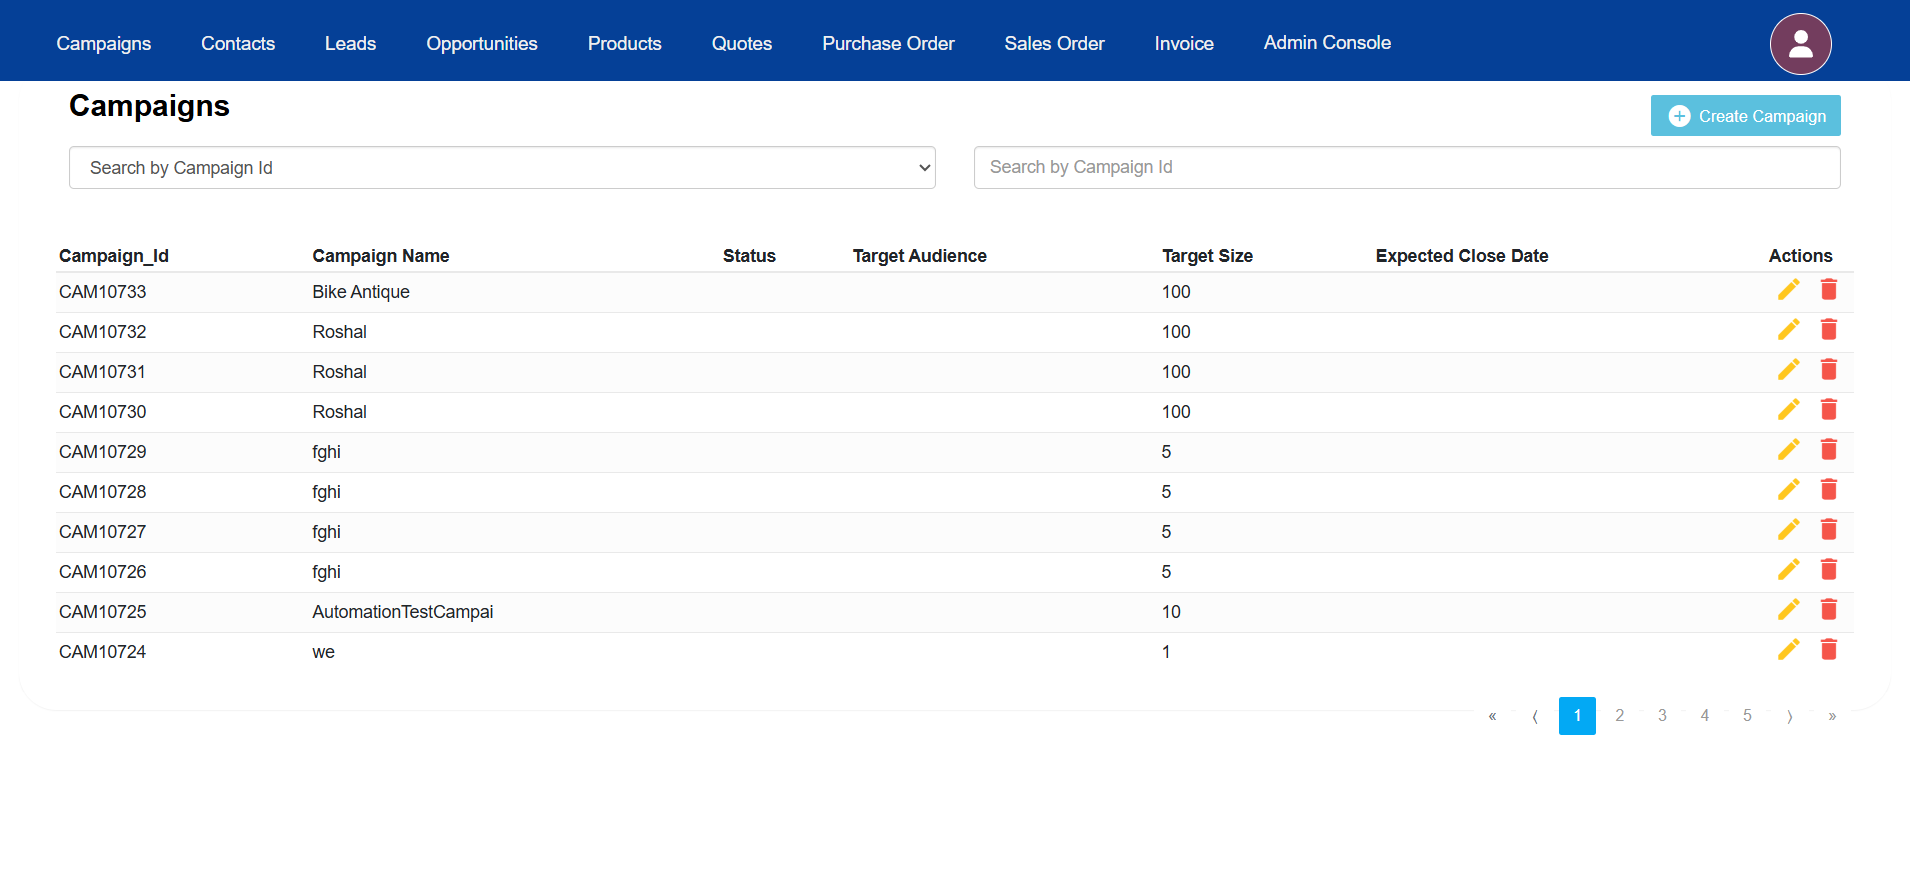 Campaigns Contacts Leads Opportunities Products Quotes Purchase Order Sales Order Invoice Admin Console
Campaigns
Create Campaign
Search by Campaign Id Search by Campaign Id
Campaign_Id Campaign Name Status Target Audience Target Size Expected Close Date Actions
CAM10733 Bike Antique 100
CAM10732 Roshal 100
CAM10731 Roshal 100
CAM10730 Roshal 100
CAM10729 fghi 5
CAM10728 fghi 5
CAM10727 fghi 5
CAM10726 fghi 5
CAM10725 AutomationTestCampai 10
CAM10724 we 1
« ⟨ 1 2 3 4 5 ⟩ »